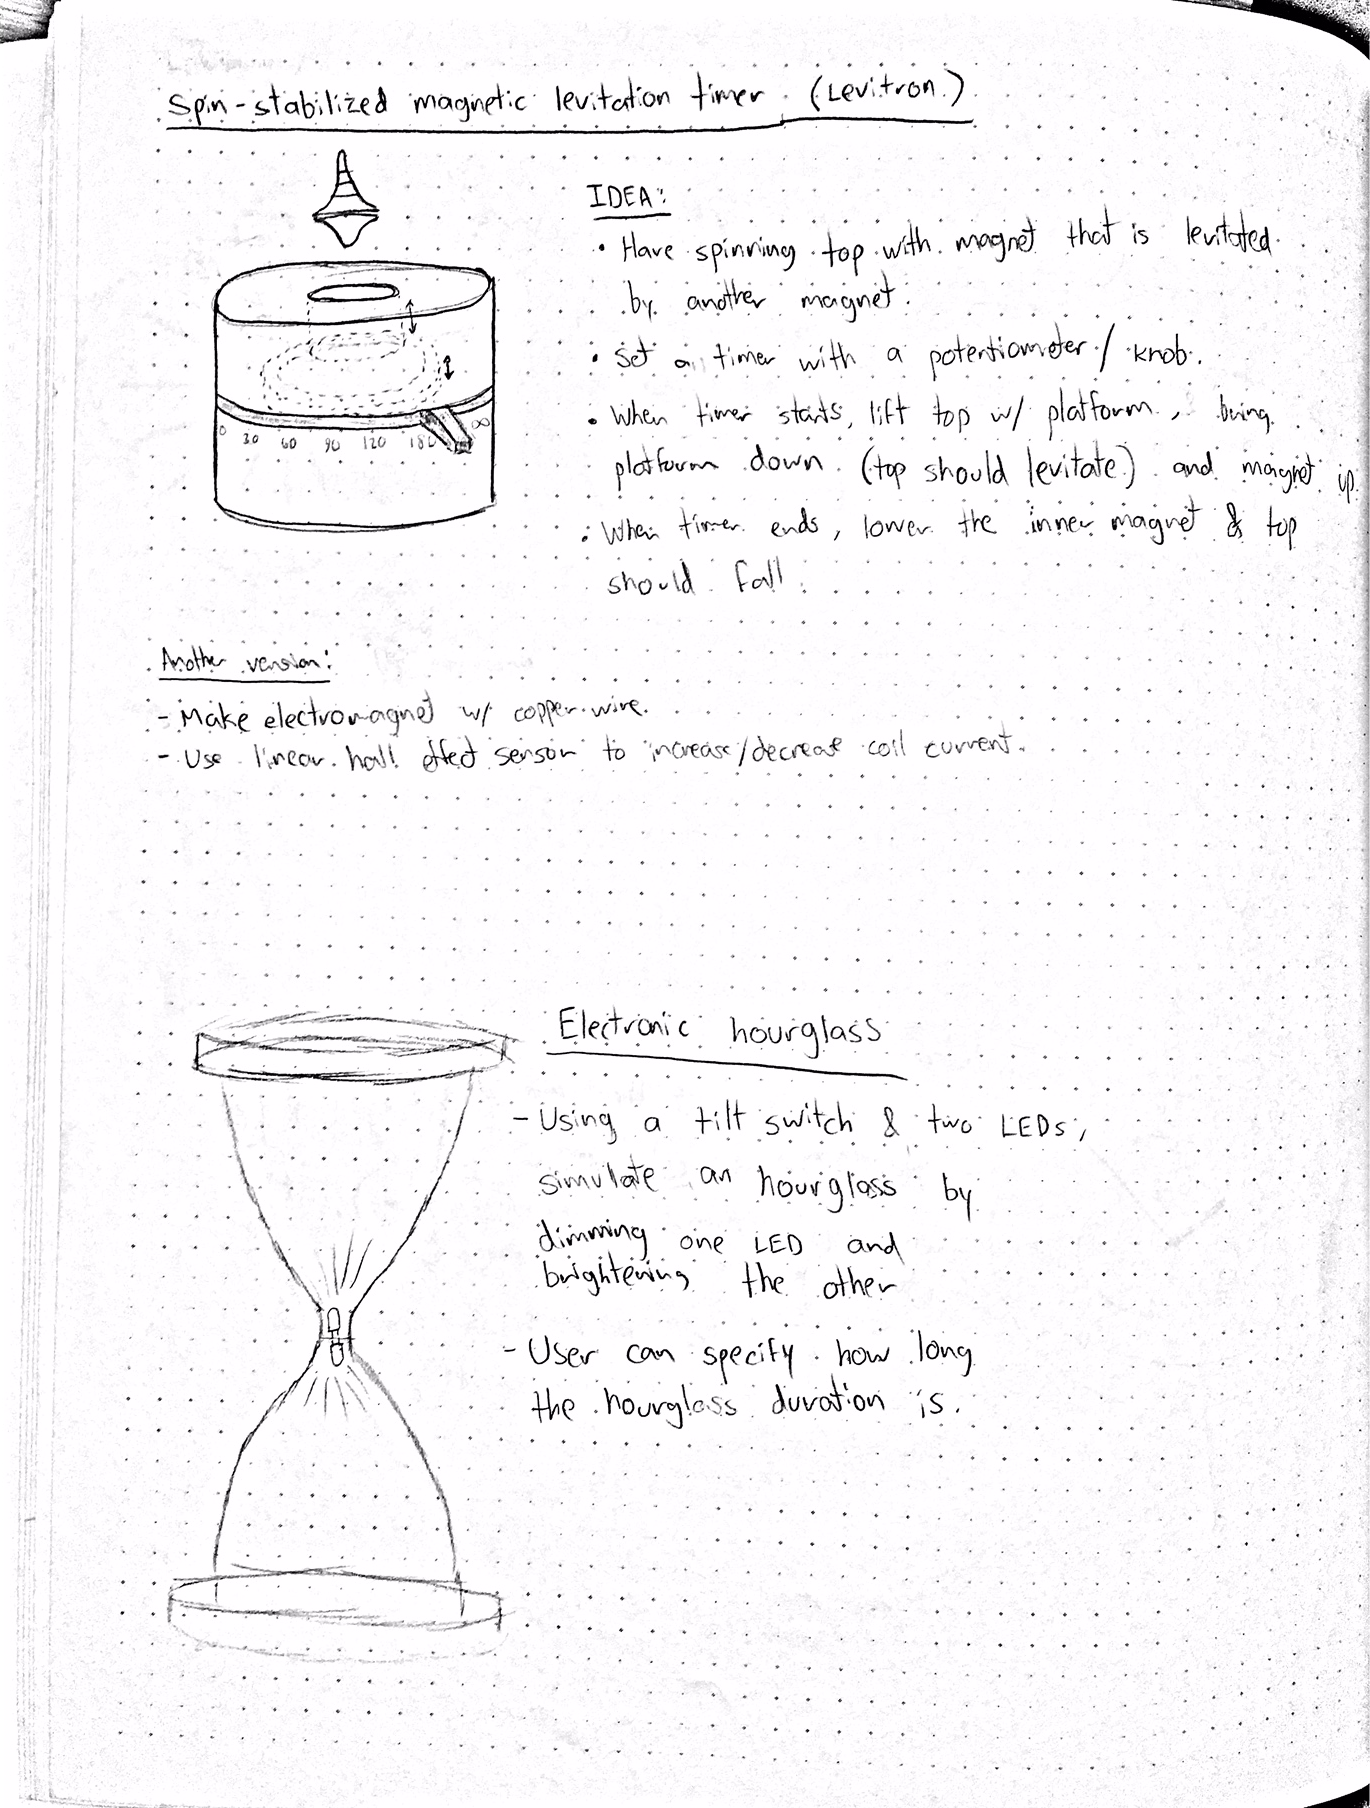 Spin-stabilized magnetic levitation timer (Levitron)
IDEA:
• Have spinning top with magnet that is levitated
by another magnet.
• Set a timer with a potentiometer / knob.
• When timer starts, lift top w/ platform, bring
platform down (top should levitate) and magnet up.
• When timer ends, lower the inner magnet & top
should fall.
0 30 60 90 120 180 ∞
Another version:
- Make electromagnet w/ copper wire.
- Use linear hall effect sensor to increase/decrease coil current.
Electronic hourglass
- Using a tilt switch & two LEDs,
simulate an hourglass by
dimming one LED and
brightening the other
- User can specify how long
the hourglass duration is.